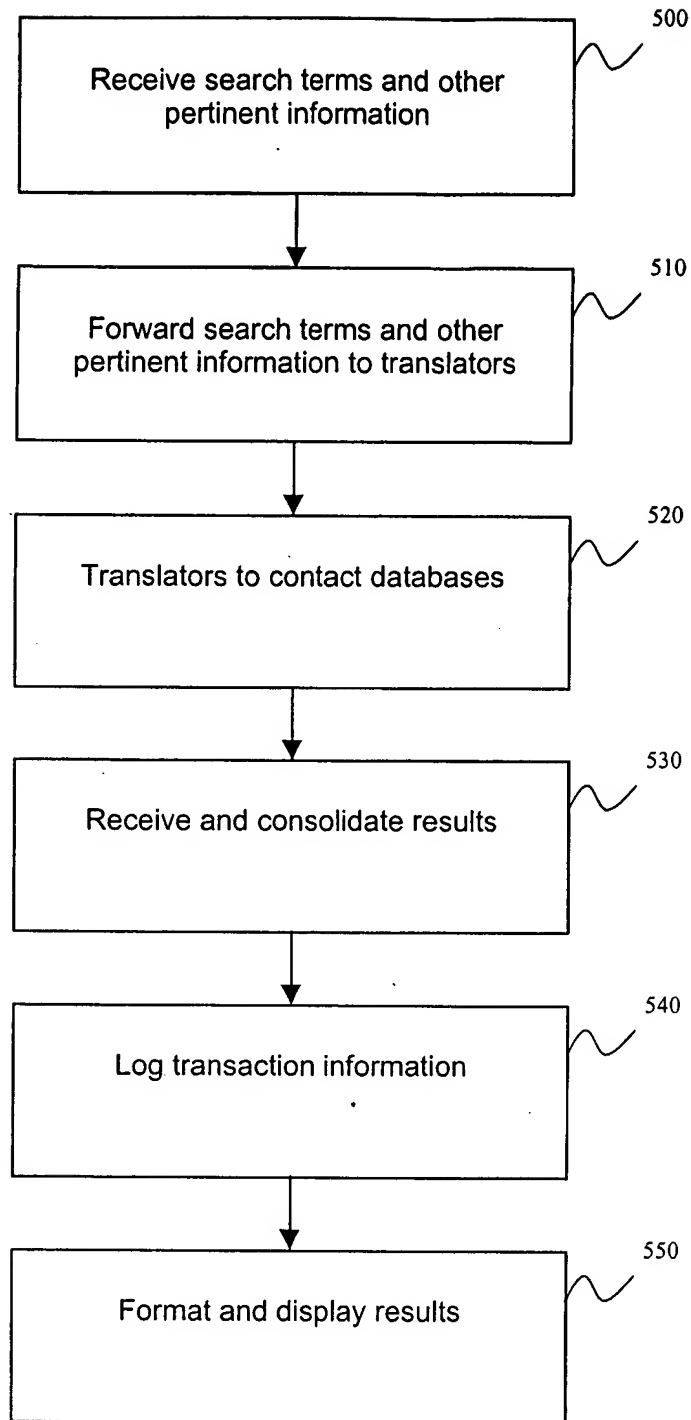 500
Receive search terms and other
pertinent information
510
Forward search terms and other
pertinent information to translators
520
Translators to contact databases
530
Receive and consolidate results
540
Log transaction information
550
Format and display results